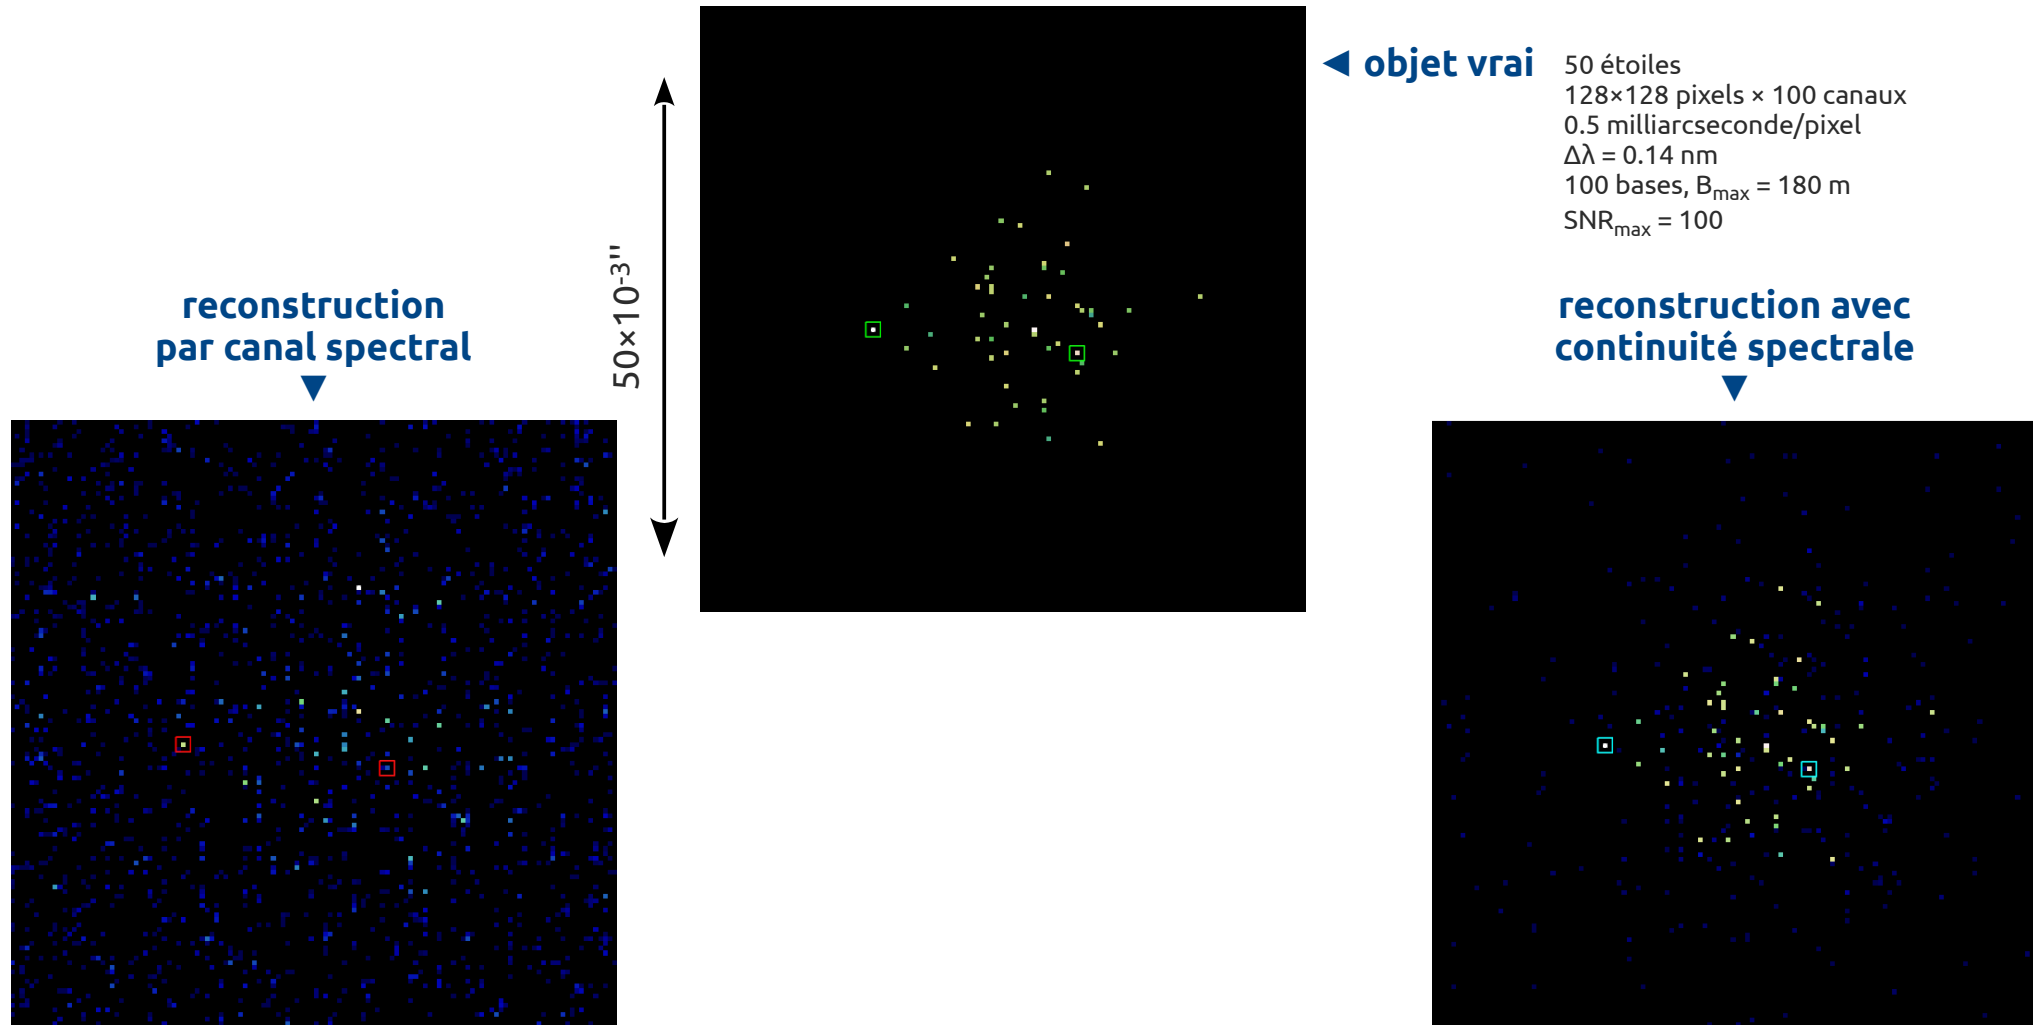 ◀ objet vrai
50 étoiles
128×128 pixels × 100 canaux
0.5 milliarcseconde/pixel
Δλ = 0.14 nm
100 bases, Bmax = 180 m
SNRmax = 100
50×10-3''
reconstruction
par canal spectral
▼
reconstruction avec
continuité spectrale
▼